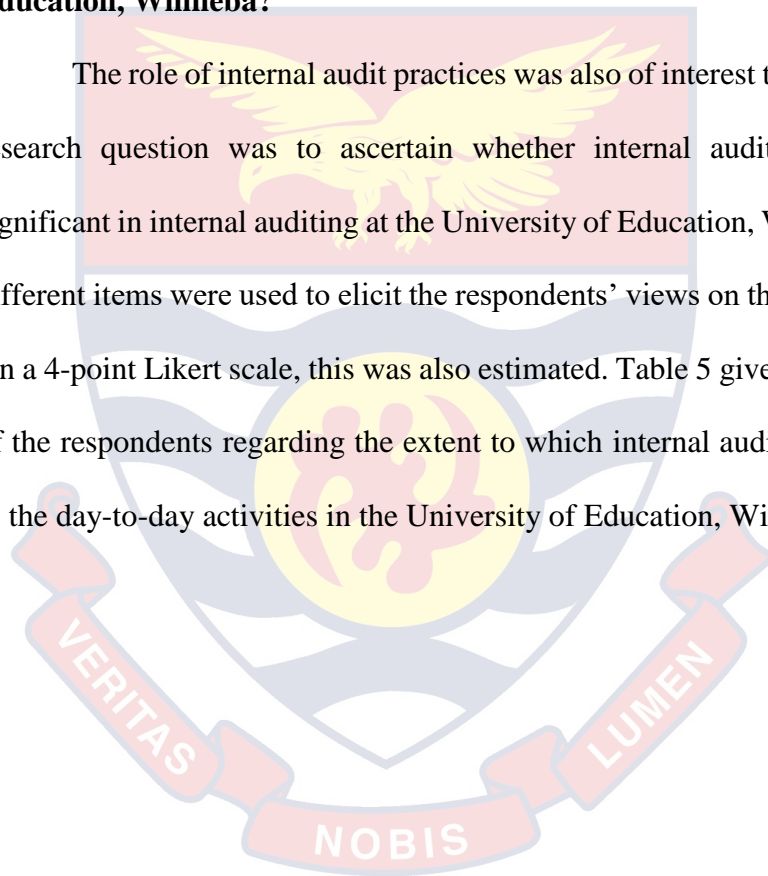 ducation, Winneba?
The role of internal audit practices was also of interest t
search question was to ascertain whether internal audit
gnificant in internal auditing at the University of Education, W
ifferent items were used to elicit the respondents’ views on th
n a 4-point Likert scale, this was also estimated. Table 5 give
f the respondents regarding the extent to which internal audi
the day-to-day activities in the University of Education, Wi
VERITAS
NOBIS
LUMEN